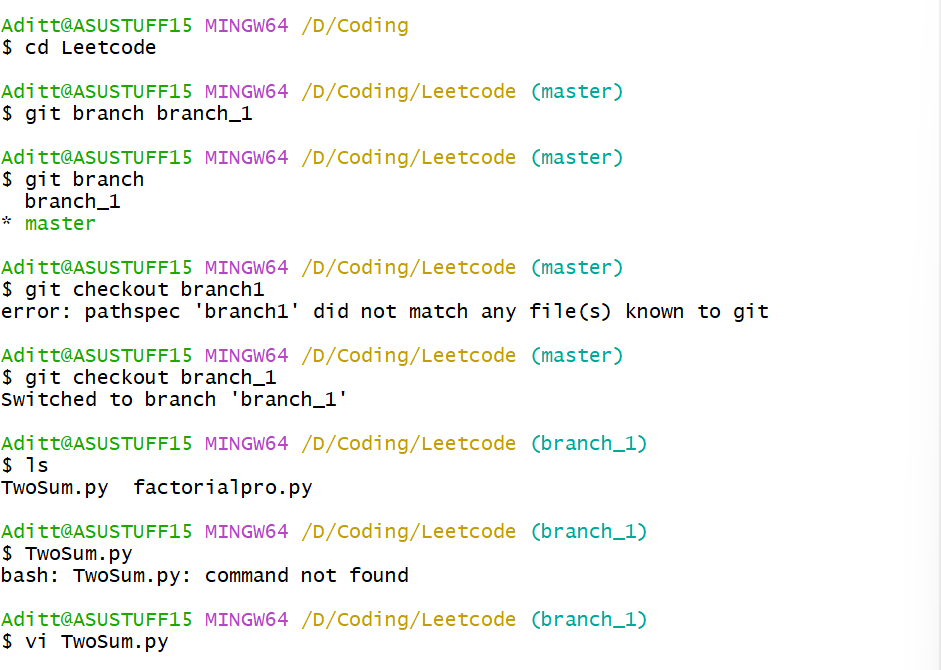 Aditt@ASUSTUFF15 MINGW64 /D/Coding
$ cd Leetcode
Aditt@ASUSTUFF15 MINGW64 /D/Coding/Leetcode (master)
$ git branch branch_1
Aditt@ASUSTUFF15 MINGW64 /D/Coding/Leetcode (master)
$ git branch
  branch_1
* master
Aditt@ASUSTUFF15 MINGW64 /D/Coding/Leetcode (master)
$ git checkout branch1
error: pathspec 'branch1' did not match any file(s) known to git
Aditt@ASUSTUFF15 MINGW64 /D/Coding/Leetcode (master)
$ git checkout branch_1
Switched to branch 'branch_1'
Aditt@ASUSTUFF15 MINGW64 /D/Coding/Leetcode (branch_1)
$ ls
TwoSum.py  factorialpro.py
Aditt@ASUSTUFF15 MINGW64 /D/Coding/Leetcode (branch_1)
$ TwoSum.py
bash: TwoSum.py: command not found
Aditt@ASUSTUFF15 MINGW64 /D/Coding/Leetcode (branch_1)
$ vi TwoSum.py